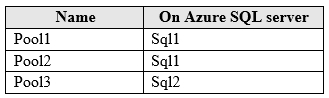 Name On Azure SQL server
Pool1 Sql1
Pool2 Sql1
Pool3 Sql2